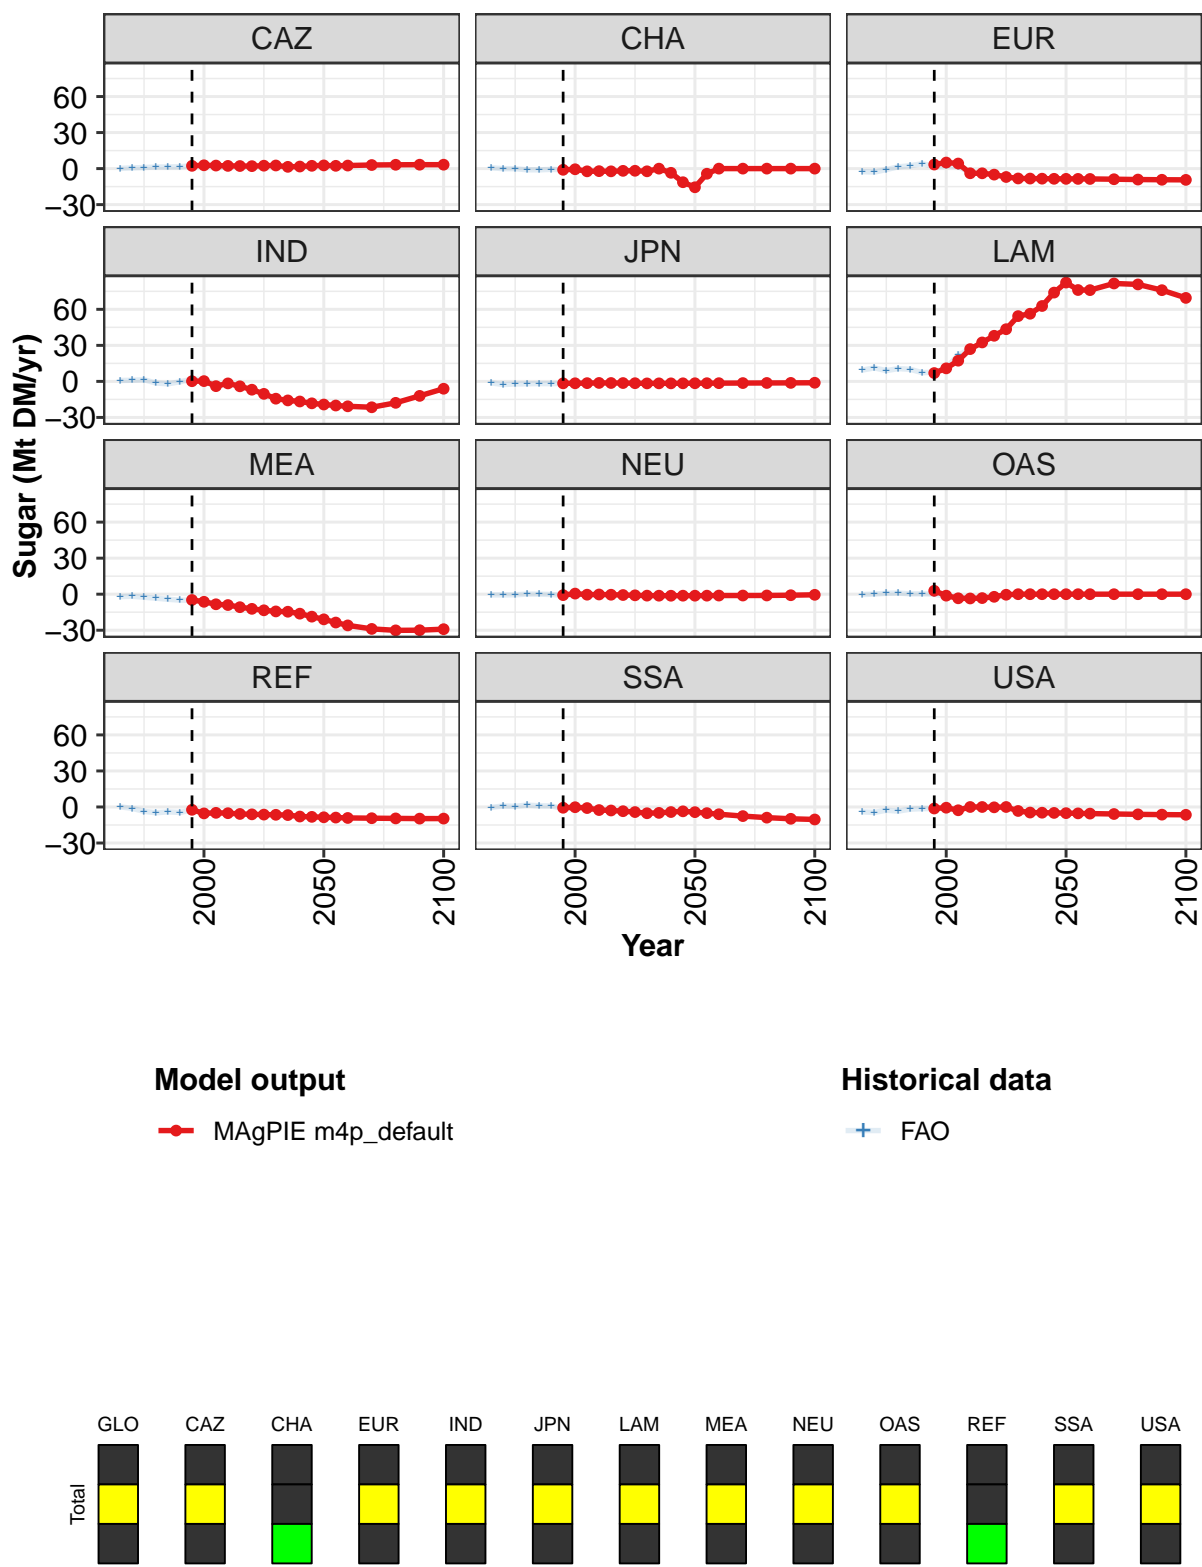 CAZ CHA EUR
60
30
0
−30
IND JPN LAM
60
30
0
−30
MEA NEU OAS
60
30
0
−30
REF SSA USA
60
30
0
−30
Sugar (Mt DM/yr)
2000 2050 2100 2000 2050 2100 2000 2050 2100
Year
Model output Historical data
MAgPIE m4p_default FAO
GLO CAZ CHA EUR IND JPN LAM MEA NEU OAS REF SSA USA
Total